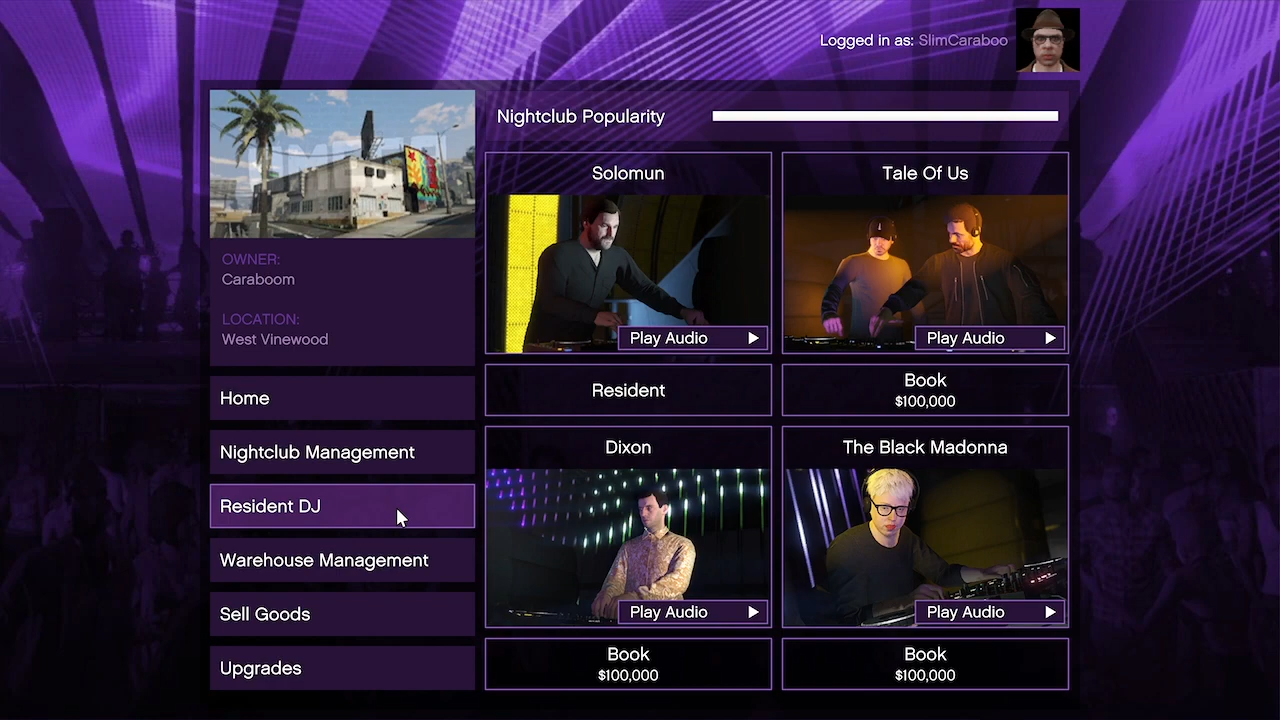 Logged in as: SlimCaraboo
OWNER:
Caraboom
LOCATION:
West Vinewood
Home
Nightclub Management
Resident DJ
Warehouse Management
Sell Goods
Upgrades
Nightclub Popularity
Solomun
Play Audio
Resident
Tale Of Us
Play Audio
Book
$100,000
Dixon
Play Audio
Book
$100,000
The Black Madonna
Play Audio
Book
$100,000